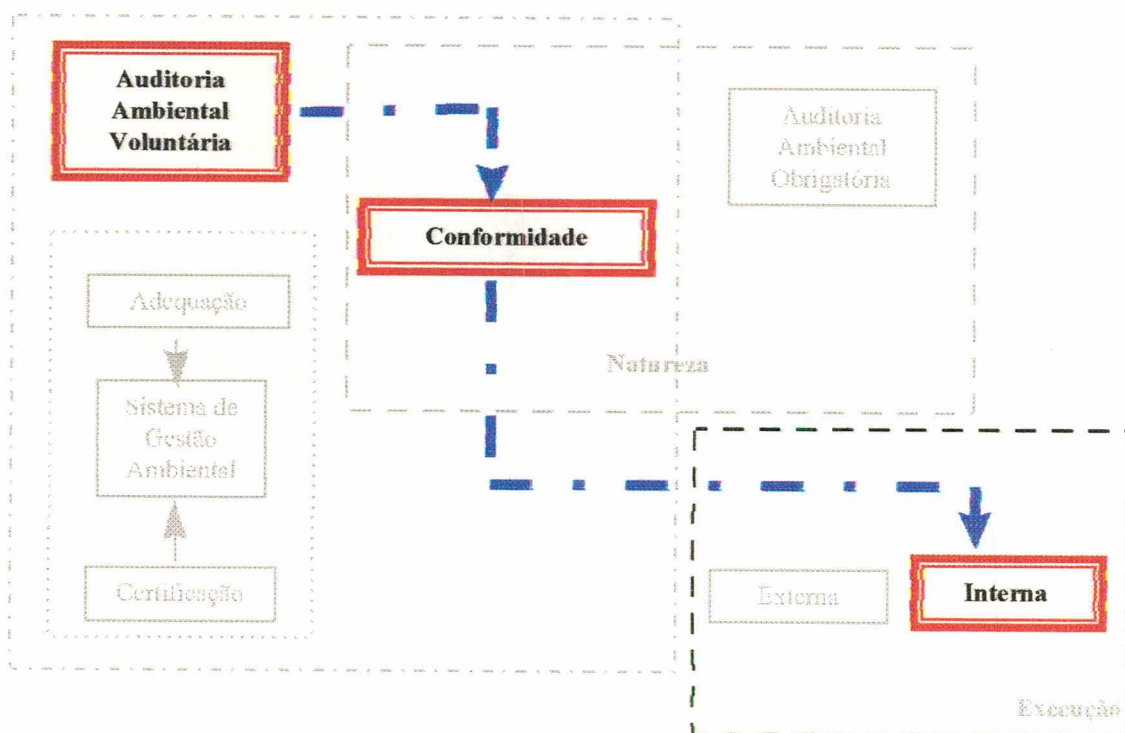 Auditoria
Ambiental
Voluntária
Auditoria
Ambiental
Obrigatória
Conformidade
Adequação
Natureza
Sistema de
Gestão
Ambiental
Certificação
Externa
Interna
Execução